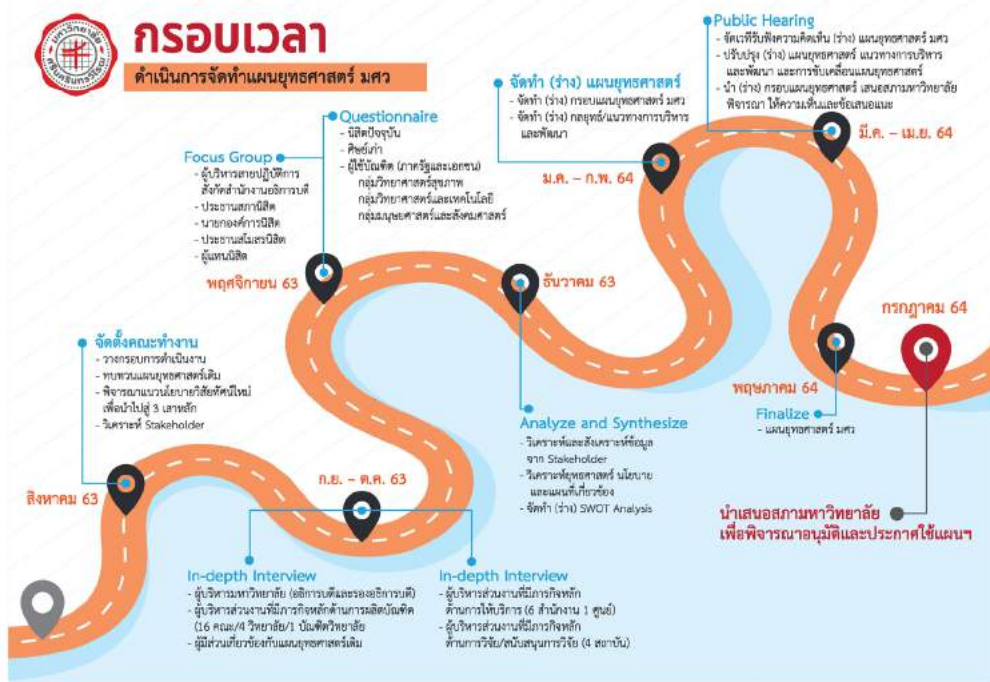 มหาวิทยาลัย
ศรีนครินทรวิโรฒ
กรอบเวลา
ดำเนินการจัดทำแผนยุทธศาสตร์ มศว
สิงหาคม 63
จัดตั้งคณะทำงาน
- วางกรอบการดำเนินงาน
- ทบทวนแผนยุทธศาสตร์เดิม
- พิจารณาแนวนโยบายวิสัยทัศน์ใหม่
เพื่อนำไปสู่ 3 เสาหลัก
- วิเคราะห์ Stakeholder
ก.ย. – ต.ค. 63
In-depth Interview
- ผู้บริหารมหาวิทยาลัย (อธิการบดีและรองอธิการบดี)
- ผู้บริหารส่วนงานที่มีภารกิจหลักด้านการผลิตบัณฑิต
(16 คณะ/4 วิทยาลัย/1 บัณฑิตวิทยาลัย
- ผู้มีส่วนเกี่ยวข้องกับแผนยุทธศาสตร์เดิม
In-depth Interview
- ผู้บริหารส่วนงานที่มีภารกิจหลัก
ด้านการให้บริการ (6 สำนักงาน 1 ศูนย์)
- ผู้บริหารส่วนงานที่มีภารกิจหลัก
ด้านการวิจัย/สนับสนุนการวิจัย (4 สถาบัน)
พฤศจิกายน 63
Focus Group
- ผู้บริหารสายปฏิบัติการ
สังกัดสำนักงานอธิการบดี
- ประธานสภานิสิต
- นายกองค์การนิสิต
- ประธานสโมสรนิสิต
- ผู้แทนนิสิต
Questionnaire
- นิสิตปัจจุบัน
- ศิษย์เก่า
- ผู้ใช้บัณฑิต (ภาครัฐและเอกชน)
กลุ่มวิทยาศาสตร์สุขภาพ
กลุ่มวิทยาศาสตร์และเทคโนโลยี
กลุ่มมนุษยศาสตร์และสังคมศาสตร์
ธันวาคม 63
Analyze and Synthesize
- วิเคราะห์และสังเคราะห์ข้อมูล
จาก Stakeholder
- วิเคราะห์ยุทธศาสตร์ นโยบาย
และแผนที่เกี่ยวข้อง
- จัดทำ (ร่าง) SWOT Analysis
ม.ค. – ก.พ. 64
จัดทำ (ร่าง) แผนยุทธศาสตร์
- จัดทำ (ร่าง) กรอบแผนยุทธศาสตร์ มศว
- จัดทำ (ร่าง) กลยุทธ์/แนวทางการบริหาร
และพัฒนา
มี.ค. – เม.ย. 64
Public Hearing
- จัดเวทีรับฟังความคิดเห็น (ร่าง) แผนยุทธศาสตร์ มศว
- ปรับปรุง (ร่าง) แผนยุทธศาสตร์ แนวทางการบริหาร
และพัฒนา และการขับเคลื่อนแผนยุทธศาสตร์
- นำ (ร่าง) กรอบแผนยุทธศาสตร์ เสนอสภามหาวิทยาลัย
พิจารณา ให้ความเห็นและข้อเสนอแนะ
พฤษภาคม 64
Finalize
- แผนยุทธศาสตร์ มศว
กรกฎาคม 64
นำเสนอสภามหาวิทยาลัย
เพื่อพิจารณาอนุมัติและประกาศใช้แผนฯ